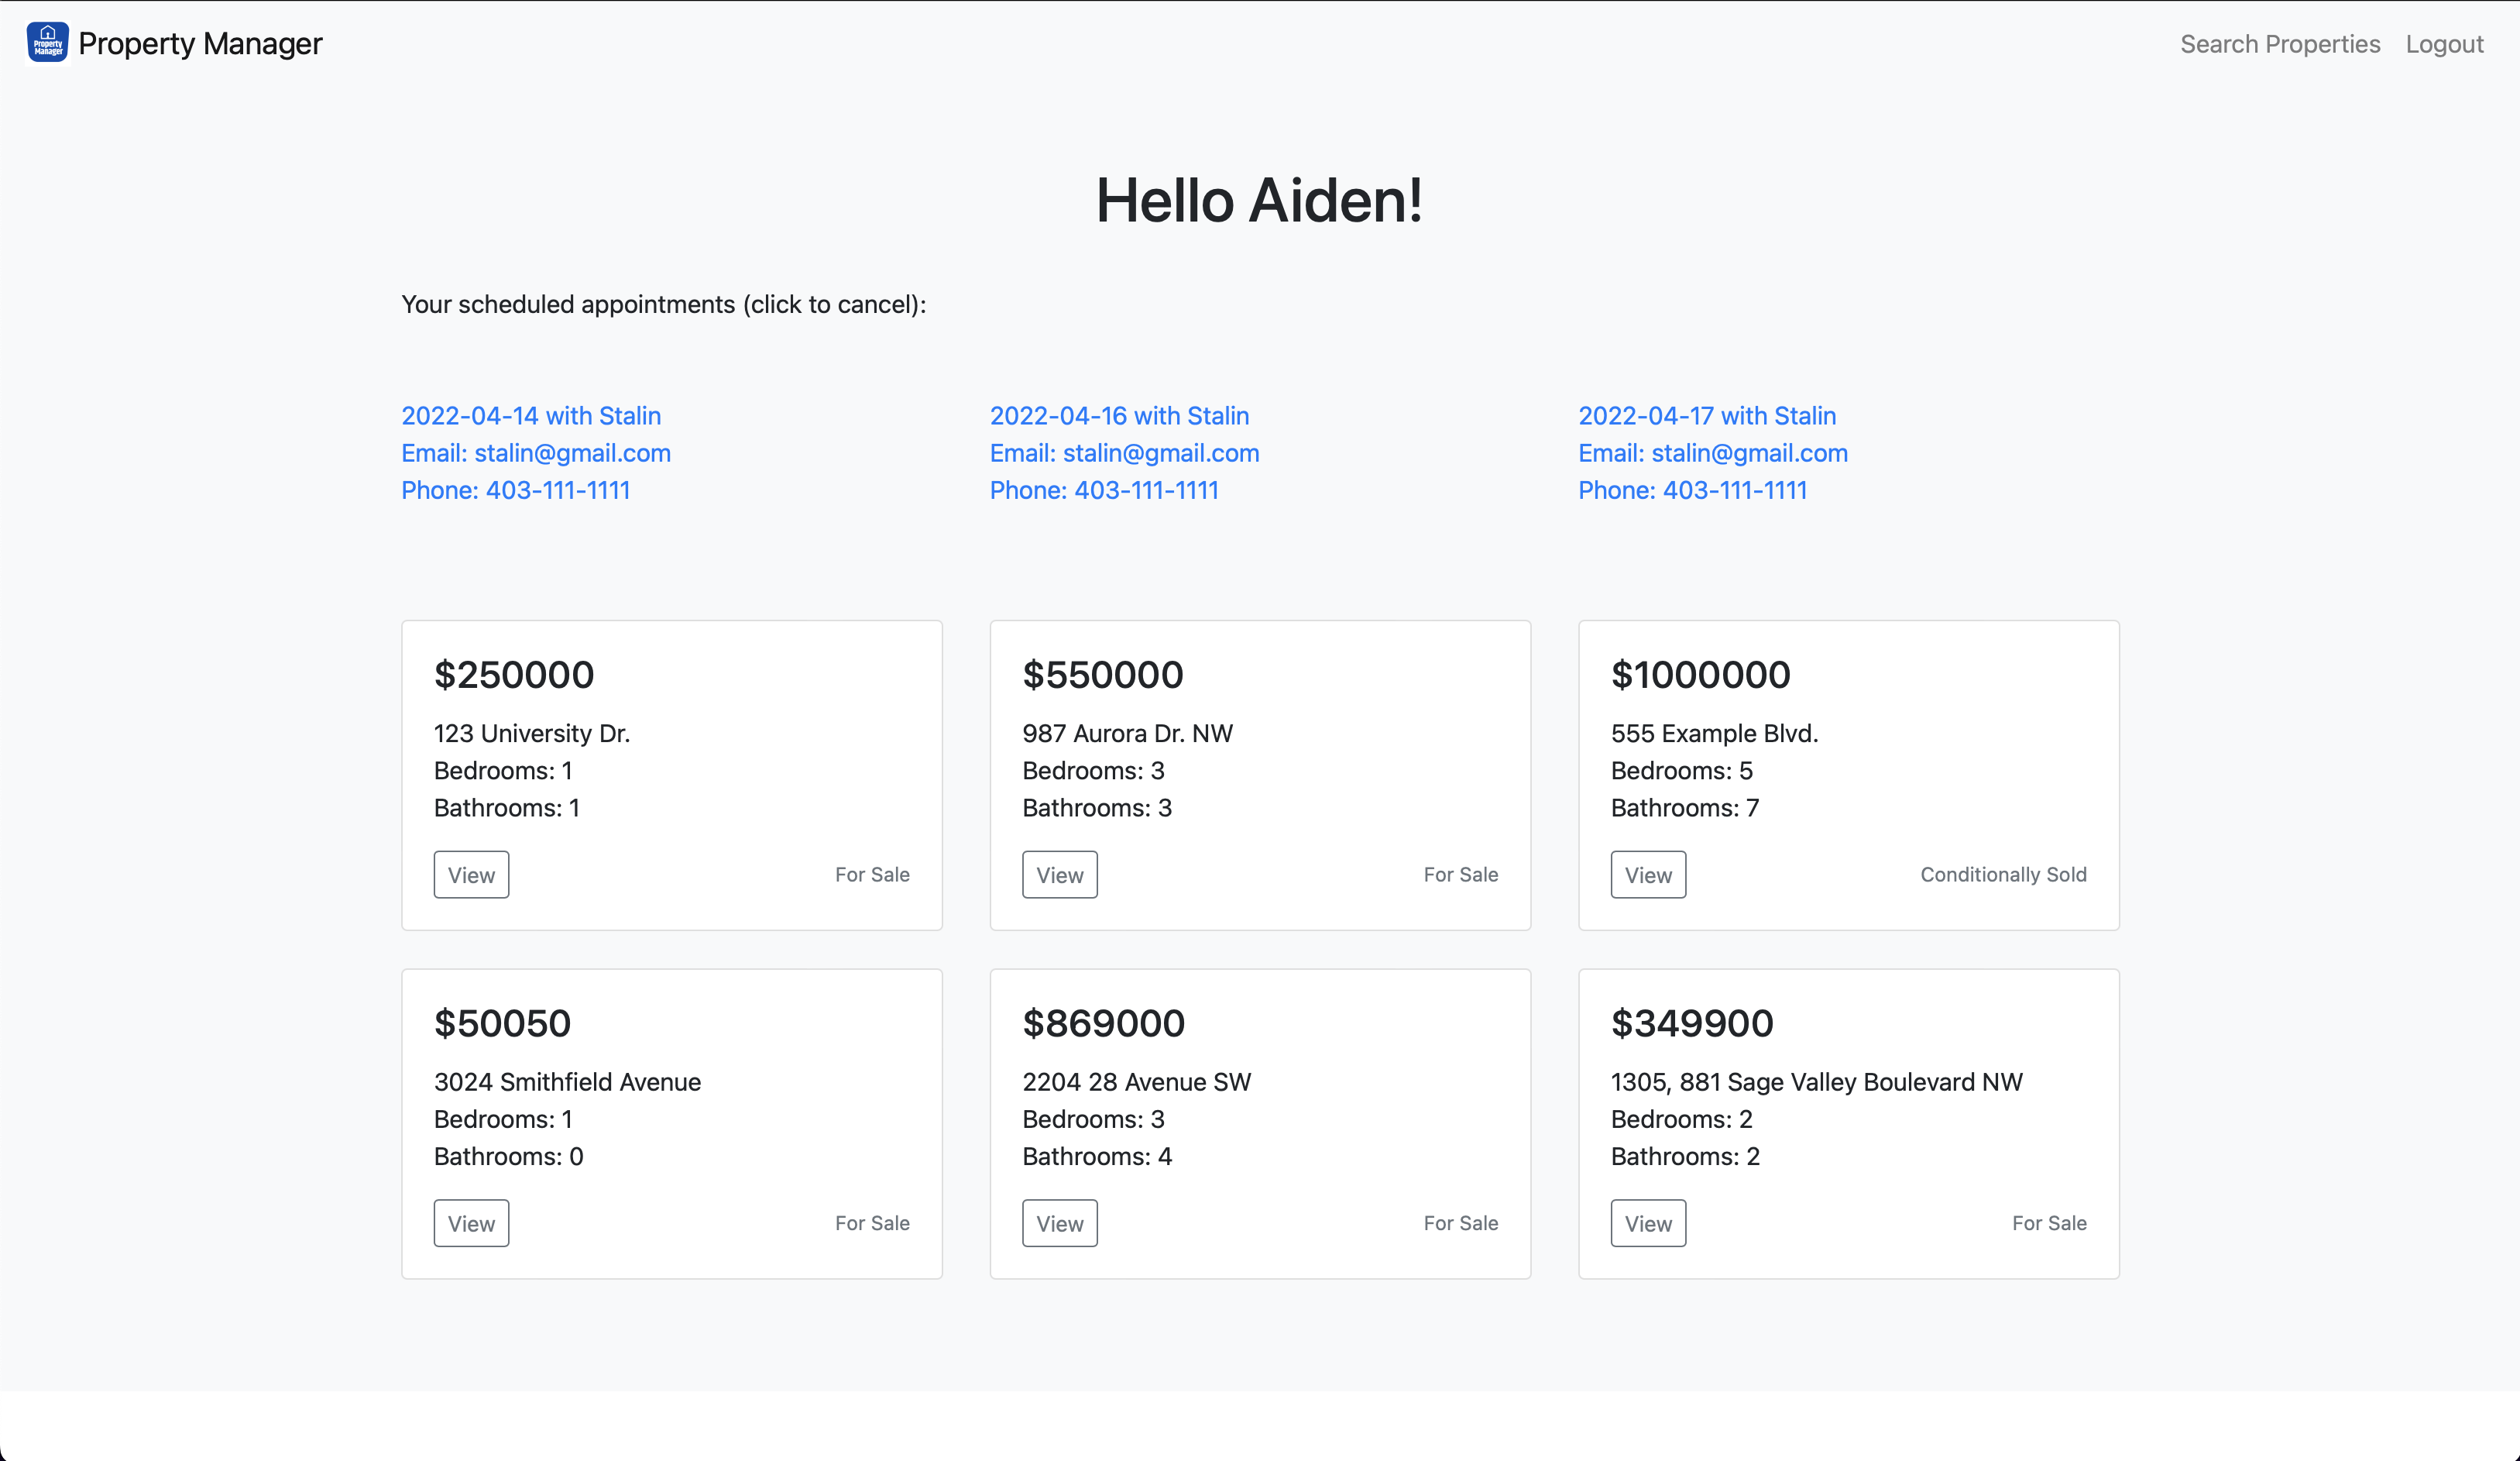 Property Manager
Property Manager
Search Properties
Logout
Hello Aiden!
Your scheduled appointments (click to cancel):
2022-04-14 with Stalin
Email: stalin@gmail.com
Phone: 403-111-1111
2022-04-16 with Stalin
Email: stalin@gmail.com
Phone: 403-111-1111
2022-04-17 with Stalin
Email: stalin@gmail.com
Phone: 403-111-1111
$250000
123 University Dr.
Bedrooms: 1
Bathrooms: 1
View
For Sale
$550000
987 Aurora Dr. NW
Bedrooms: 3
Bathrooms: 3
View
For Sale
$1000000
555 Example Blvd.
Bedrooms: 5
Bathrooms: 7
View
Conditionally Sold
$50050
3024 Smithfield Avenue
Bedrooms: 1
Bathrooms: 0
View
For Sale
$869000
2204 28 Avenue SW
Bedrooms: 3
Bathrooms: 4
View
For Sale
$349900
1305, 881 Sage Valley Boulevard NW
Bedrooms: 2
Bathrooms: 2
View
For Sale